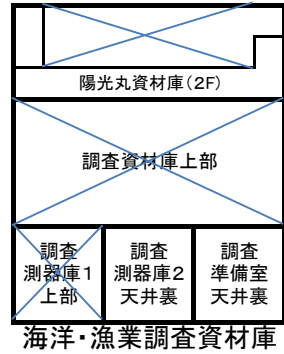 陽光丸資材庫(2F)
調査資材庫上部
調査
測器庫1
上部
調査
測器庫2
天井裏
調査
準備室
天井裏
海洋・漁業調査資材庫